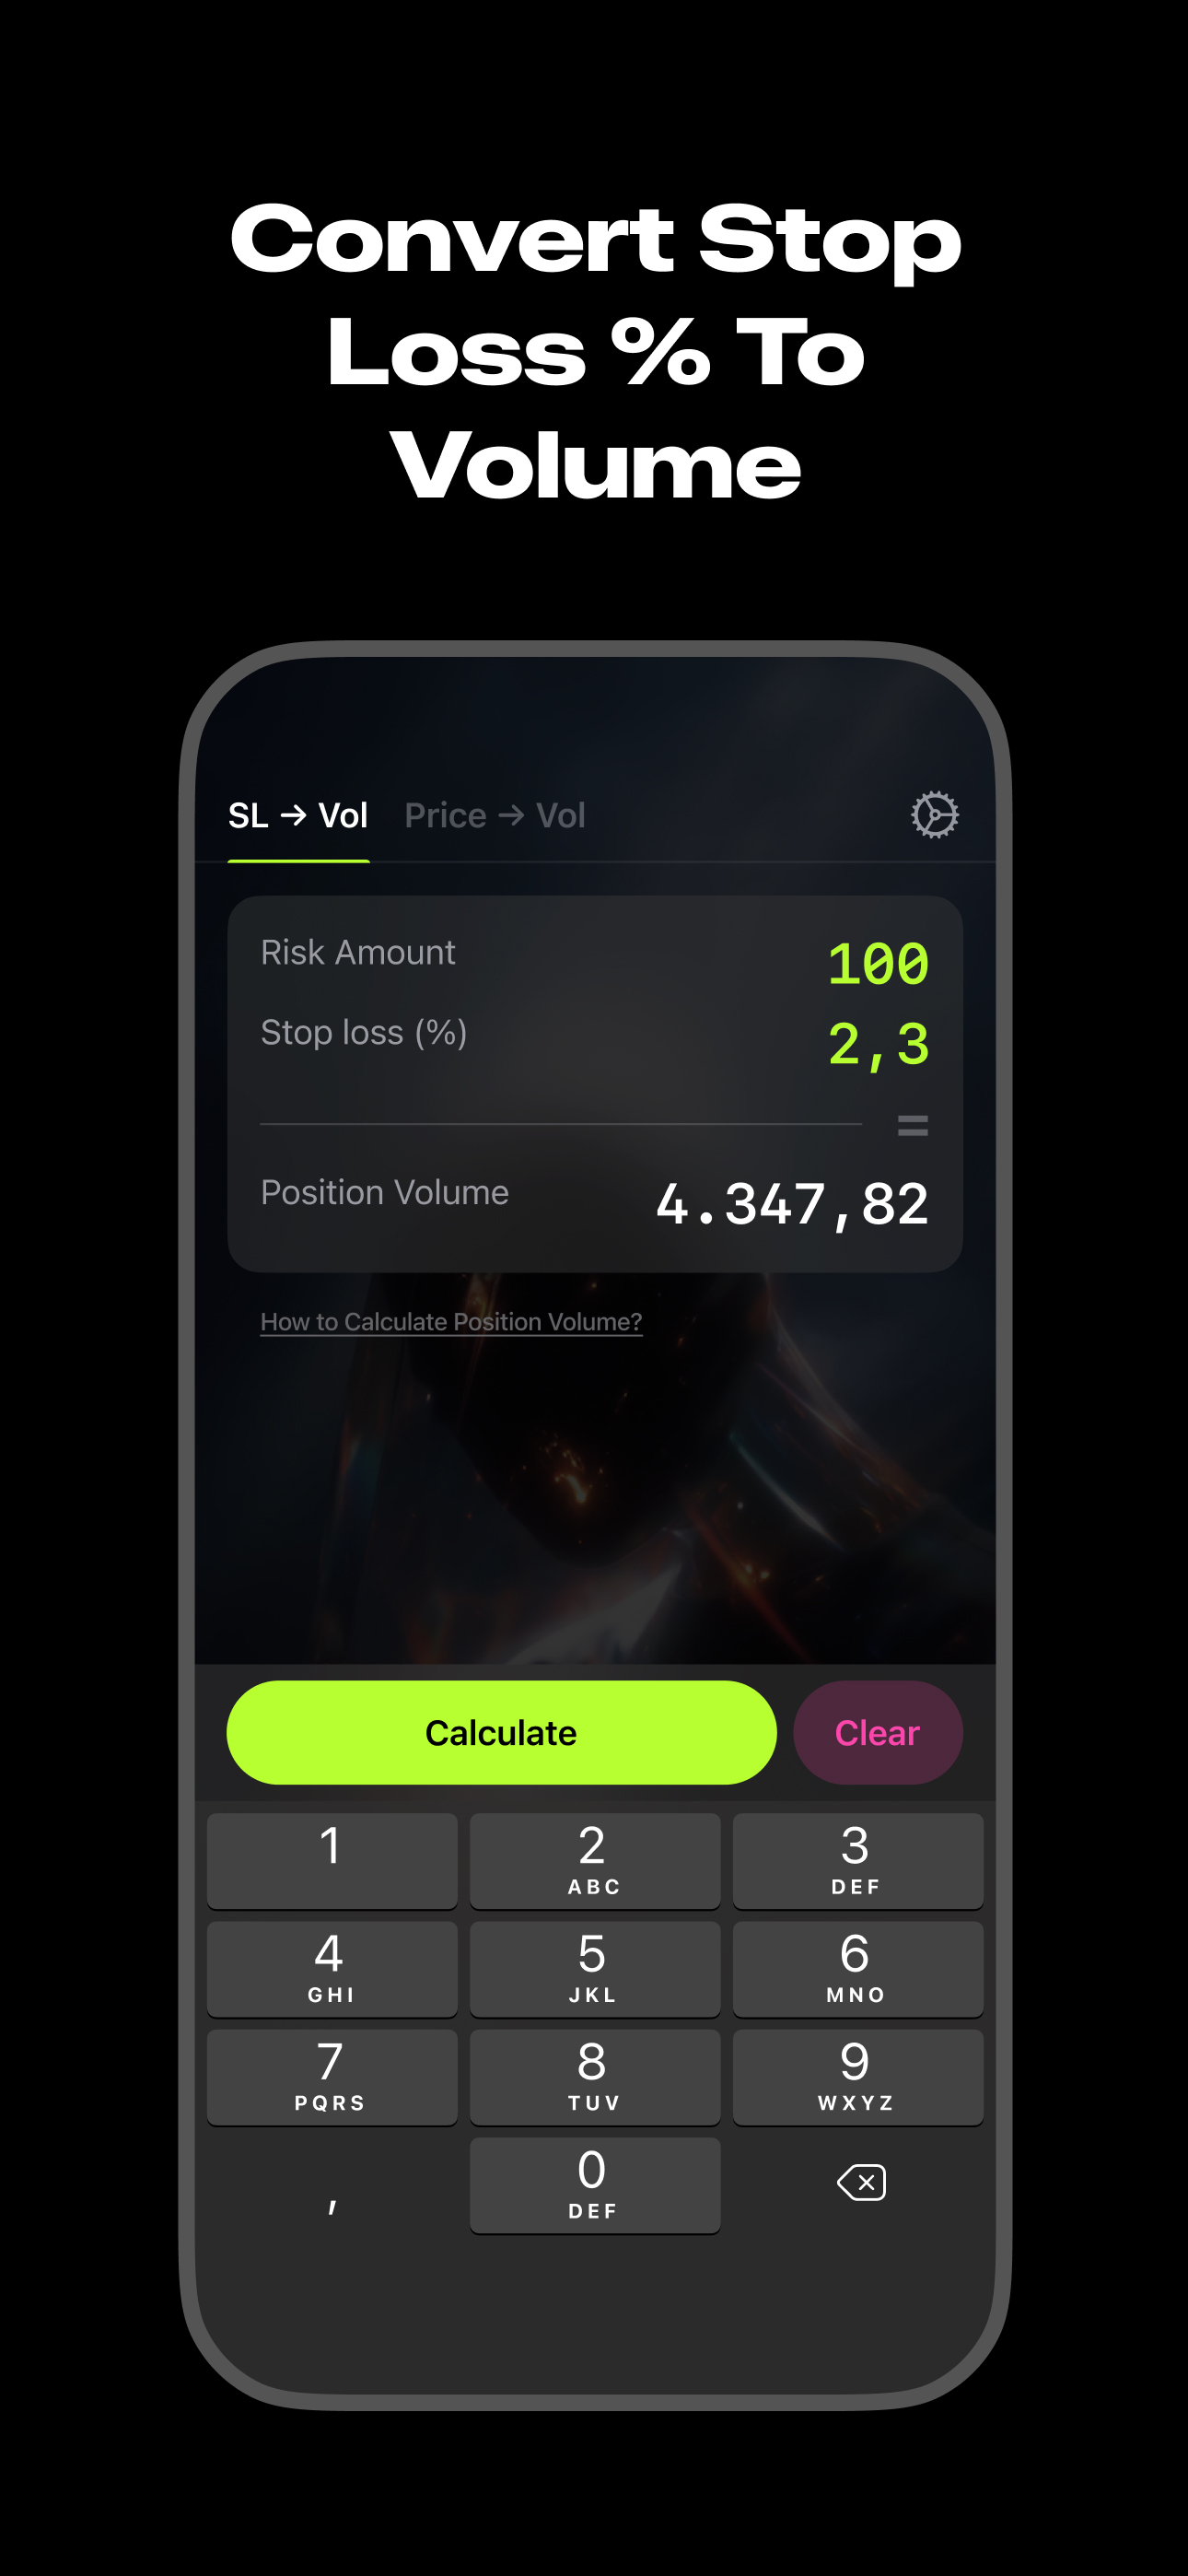 Convert Stop
Loss % To
Volume
SL → Vol Price → Vol
Risk Amount 100
Stop loss (%) 2,3
=
Position Volume 4.347,82
How to Calculate Position Volume?
Calculate Clear
1 2 3
ABC DEF
4 5 6
GHI JKL MNO
7 8 9
PQRS TUV WXYZ
, 0
DEF